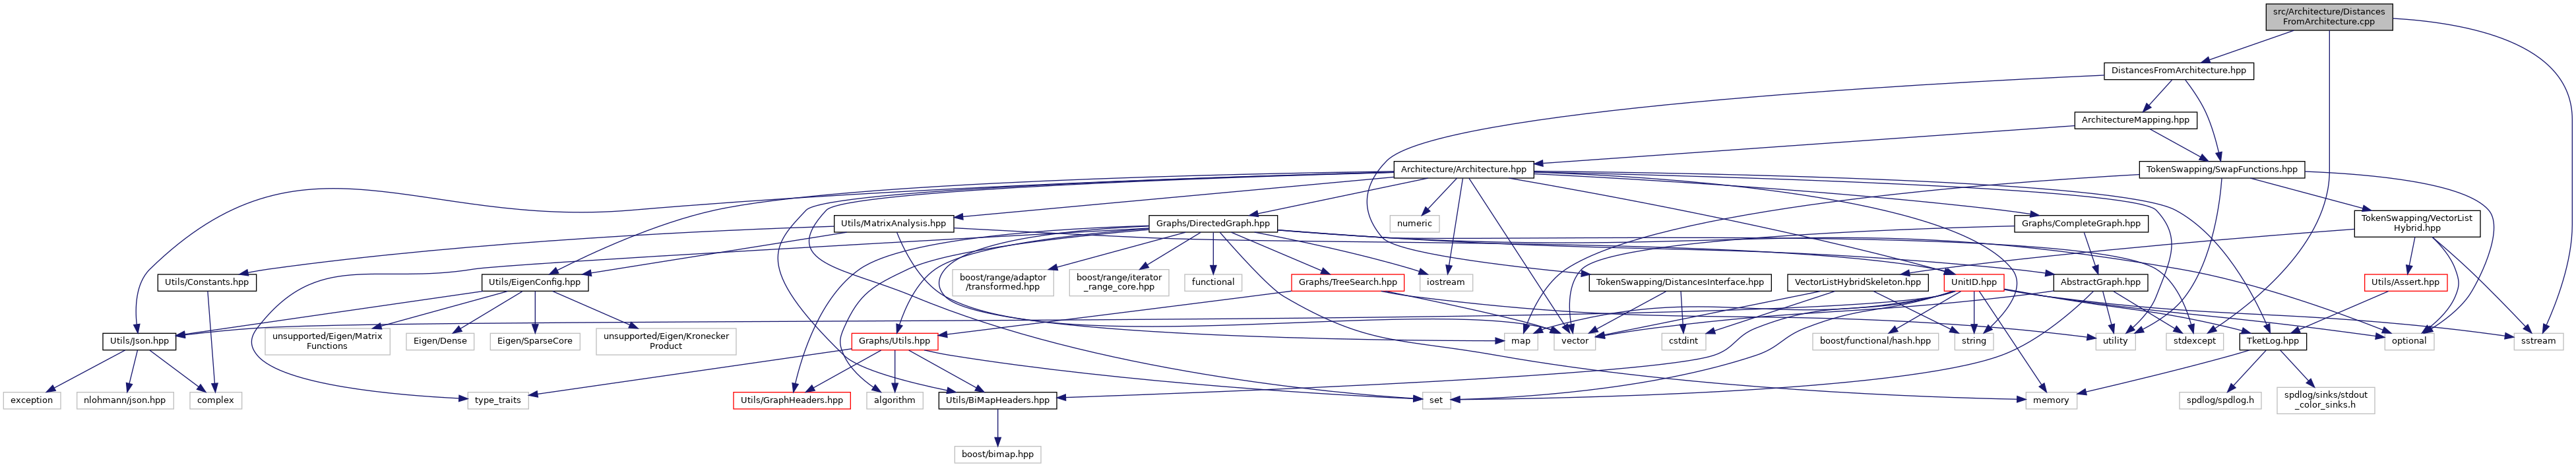 src/Architecture/Distances
FromArchitecture.cpp
DistancesFromArchitecture.hpp
ArchitectureMapping.hpp
Architecture/Architecture.hpp
TokenSwapping/SwapFunctions.hpp
Utils/MatrixAnalysis.hpp
Graphs/DirectedGraph.hpp
numeric
Graphs/CompleteGraph.hpp
TokenSwapping/VectorList
Hybrid.hpp
Utils/Constants.hpp
Utils/EigenConfig.hpp
boost/range/adaptor
/transformed.hpp
boost/range/iterator
_range_core.hpp
functional
Graphs/TreeSearch.hpp
iostream
TokenSwapping/DistancesInterface.hpp
VectorListHybridSkeleton.hpp
UnitID.hpp
AbstractGraph.hpp
Utils/Assert.hpp
Utils/Json.hpp
unsupported/Eigen/Matrix
Functions
Eigen/Dense
Eigen/SparseCore
unsupported/Eigen/Kronecker
Product
Graphs/Utils.hpp
map
vector
cstdint
boost/functional/hash.hpp
string
utility
stdexcept
TketLog.hpp
optional
sstream
exception
nlohmann/json.hpp
complex
type_traits
Utils/GraphHeaders.hpp
algorithm
Utils/BiMapHeaders.hpp
set
memory
spdlog/spdlog.h
spdlog/sinks/stdout
_color_sinks.h
boost/bimap.hpp